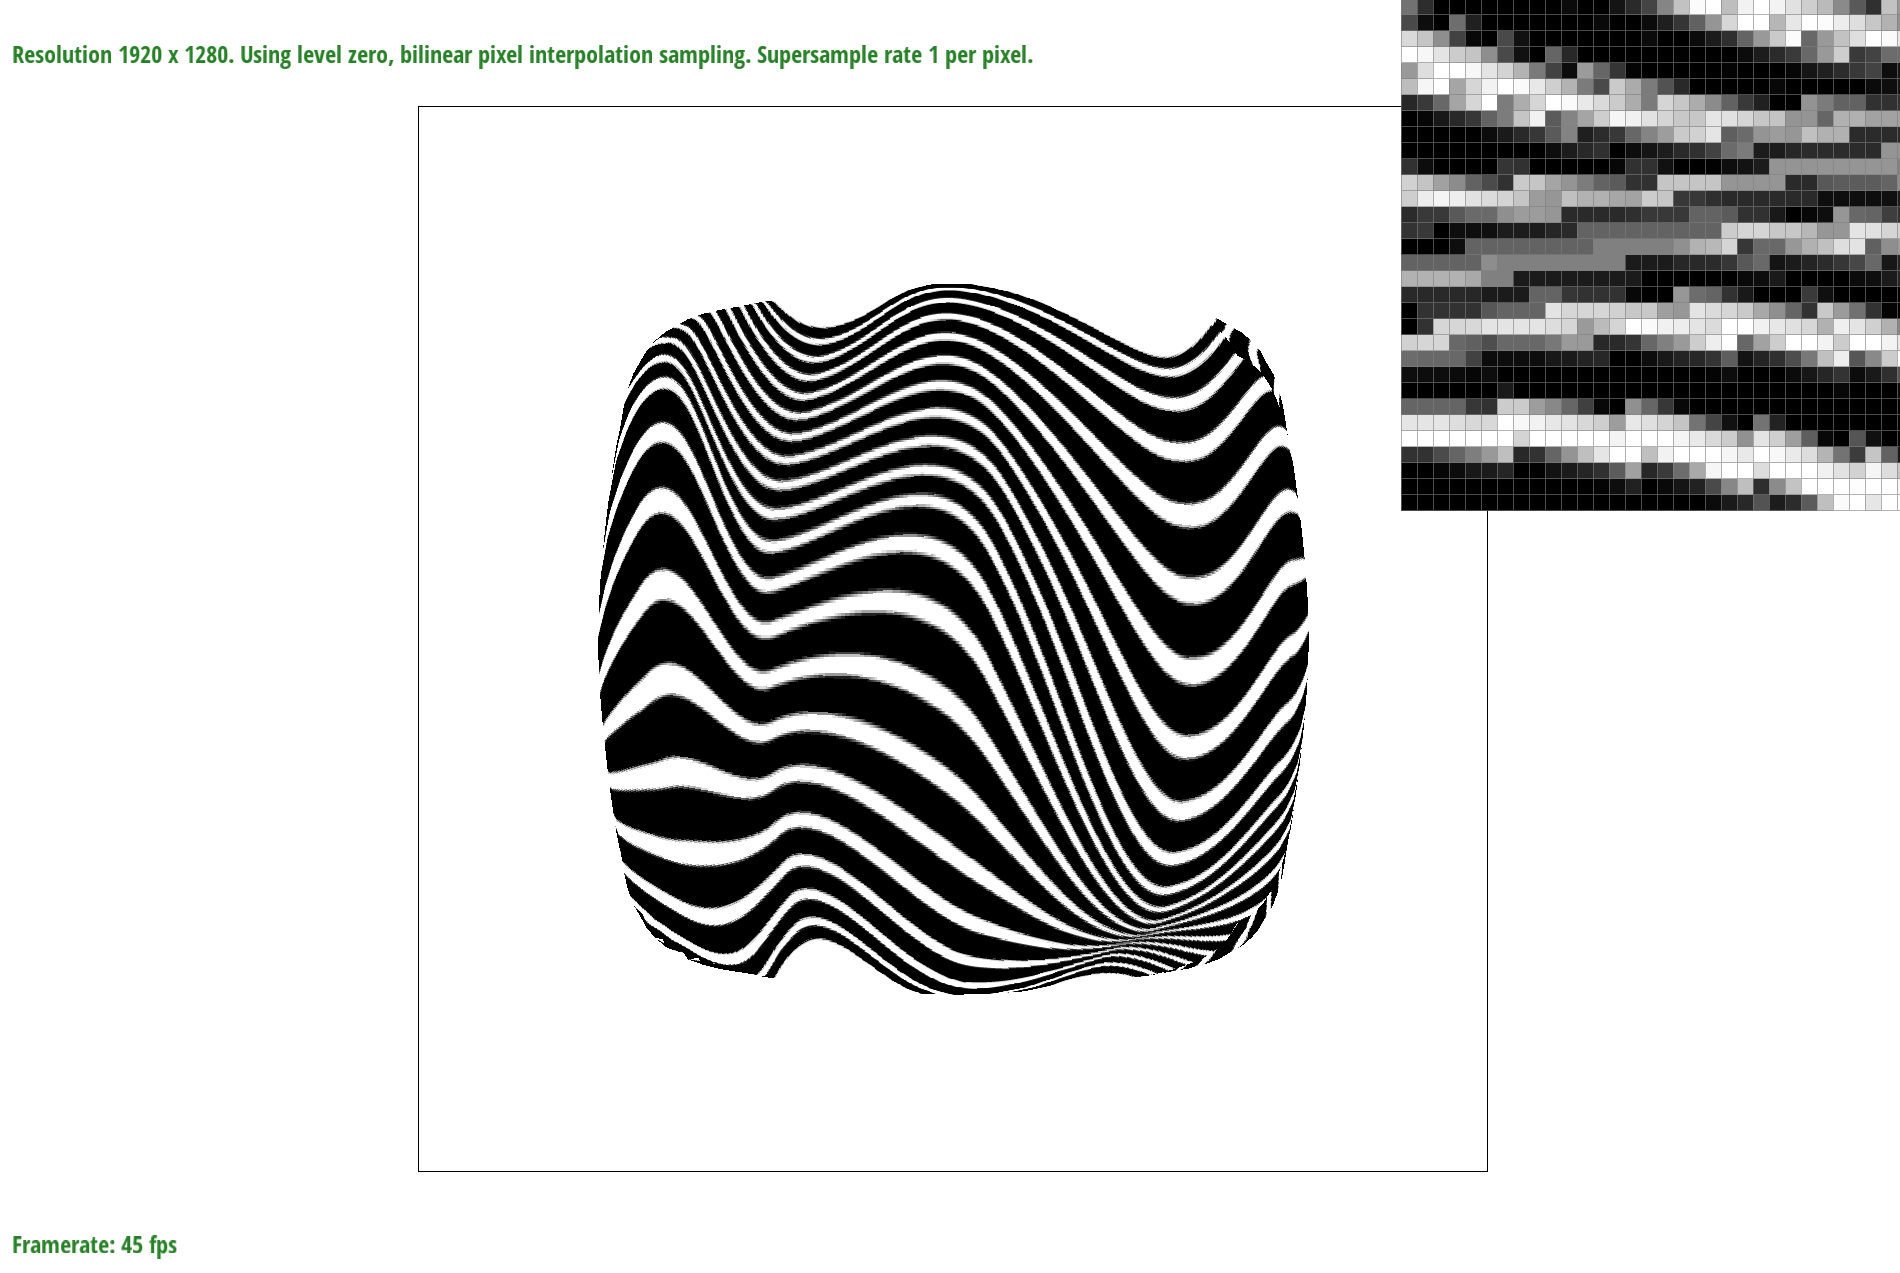 Resolution 1920 x 1280. Using level zero, bilinear pixel interpolation sampling. Supersample rate 1 per pixel.
Framerate: 45 fps